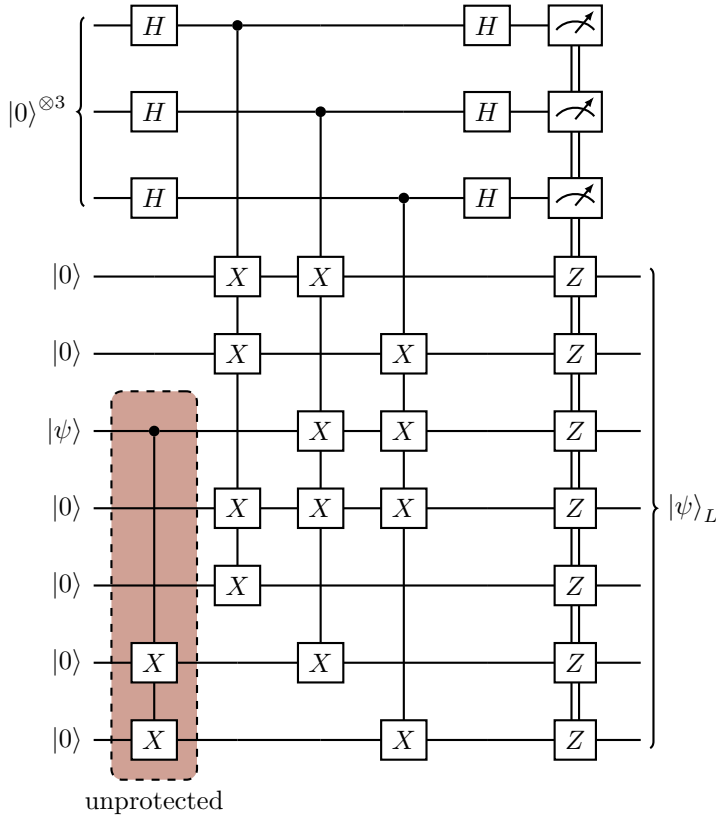 H H
|0⟩^{⊗3} H H
H H
|0⟩ X X Z
|0⟩ X X Z
|ψ⟩ X X Z
|0⟩ X X X Z |ψ⟩_L
|0⟩ X Z
|0⟩ X X Z
|0⟩ X X Z
unprotected